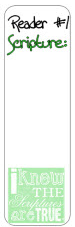 Reader #1
Scripture:
i Know
THE
Scriptures
are TRUE